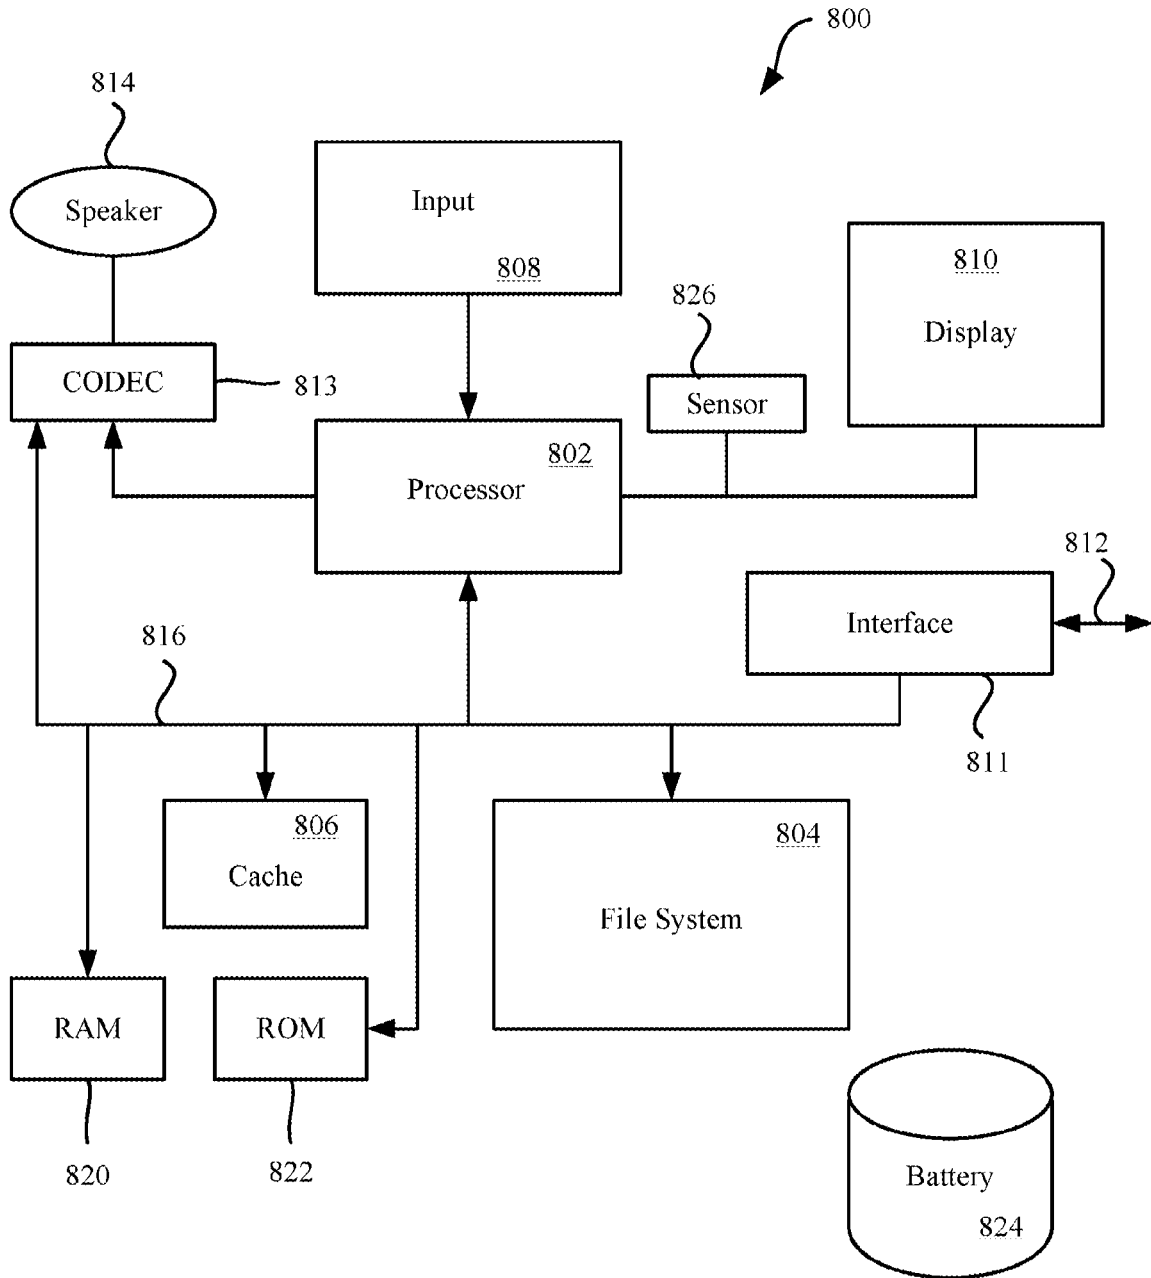 800
814
Speaker
Input
808
810
Display
826
Sensor
CODEC
813
802
Processor
812
Interface
816
811
806
Cache
804
File System
RAM
ROM
820
822
Battery
824